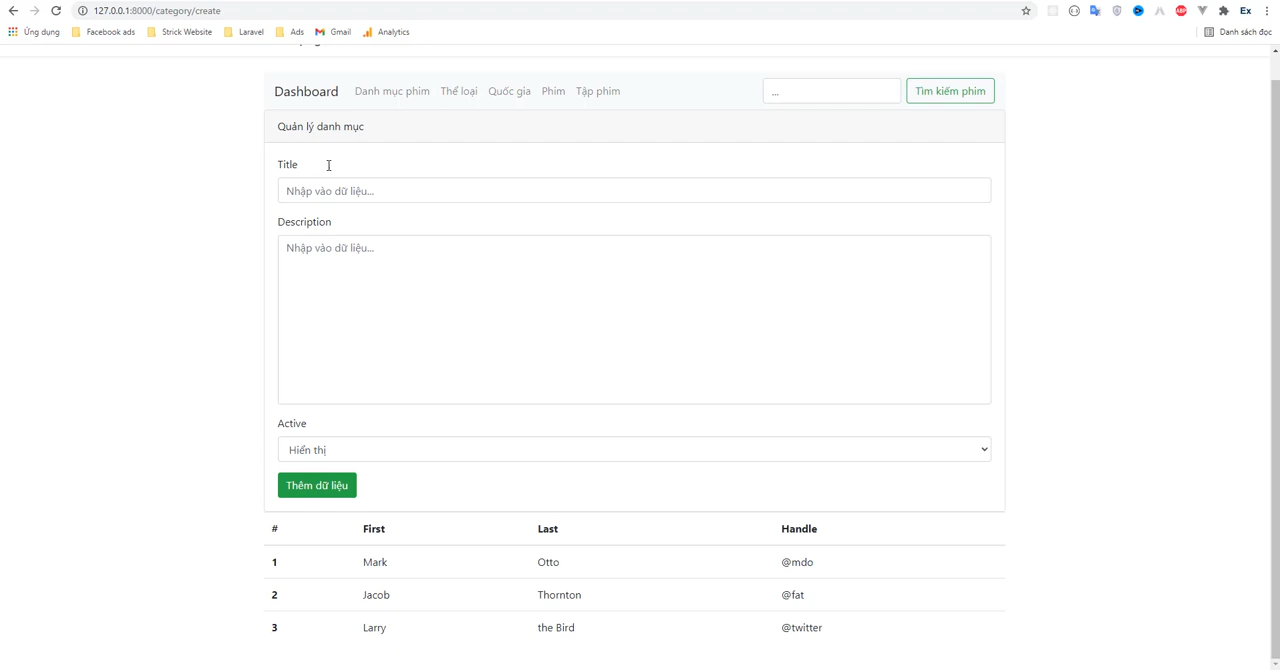 127.0.0.1:8000/category/create
Ex
Ứng dụng Facebook ads Strick Website Laravel Ads Gmail Analytics Danh sách đọc
Dashboard Danh mục phim Thể loại Quốc gia Phim Tập phim ... Tìm kiếm phim
Quản lý danh mục
Title
Nhập vào dữ liệu...
Description
Nhập vào dữ liệu...
Active
Hiển thị
Thêm dữ liệu
# First Last Handle
1 Mark Otto @mdo
2 Jacob Thornton @fat
3 Larry the Bird @twitter